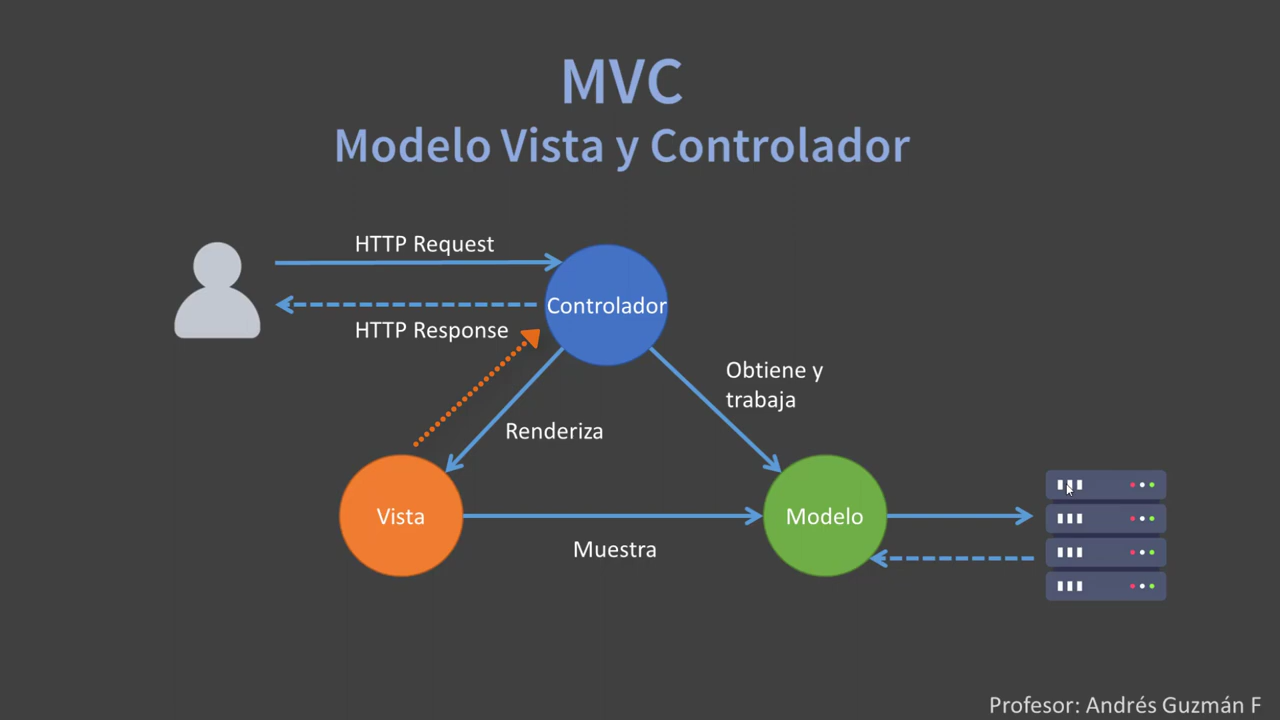 MVC
Modelo Vista y Controlador
HTTP Request
Controlador
HTTP Response
Obtiene y
trabaja
Renderiza
Vista
Modelo
Muestra
Profesor: Andrés Guzmán F